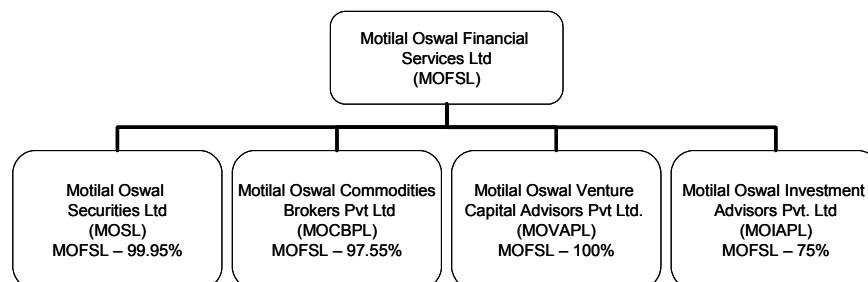 Motilal Oswal Financial
Services Ltd
(MOFSL)
Motilal Oswal
Securities Ltd
(MOSL)
MOFSL – 99.95%
Motilal Oswal Commodities
Brokers Pvt Ltd
(MOCBPL)
MOFSL – 97.55%
Motilal Oswal Venture
Capital Advisors Pvt Ltd.
(MOVAPL)
MOFSL – 100%
Motilal Oswal Investment
Advisors Pvt. Ltd
(MOIAPL)
MOFSL – 75%